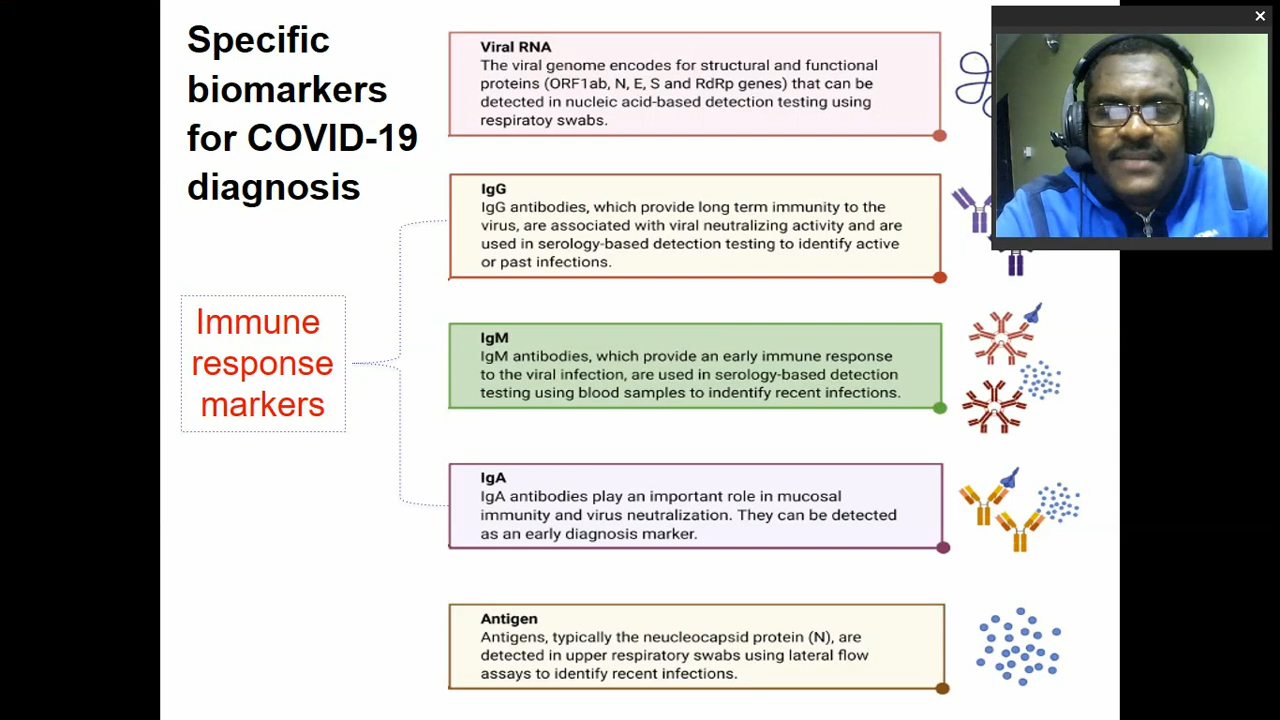 Specific
biomarkers
for COVID-19
diagnosis
Viral RNA
The viral genome encodes for structural and functional
proteins (ORF1ab, N, E, S and RdRp genes) that can be
detected in nucleic acid-based detection testing using
respiratoy swabs.
IgG
IgG antibodies, which provide long term immunity to the
virus, are associated with viral neutralizing activity and are
used in serology-based detection testing to identify active
or past infections.
Immune
response
markers
IgM
IgM antibodies, which provide an early immune response
to the viral infection, are used in serology-based detection
testing using blood samples to indentify recent infections.
IgA
IgA antibodies play an important role in mucosal
immunity and virus neutralization. They can be detected
as an early diagnosis marker.
Antigen
Antigens, typically the neucleocapsid protein (N), are
detected in upper respiratory swabs using lateral flow
assays to identify recent infections.